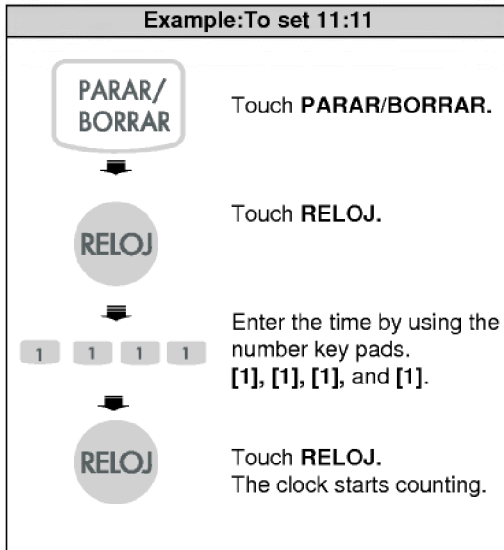 Example:To set 11:11
PARAR/
BORRAR
Touch PARAR/BORRAR.
RELOJ
Touch RELOJ.
1 1 1 1
Enter the time by using the
number key pads.
[1], [1], [1], and [1].
RELOJ
Touch RELOJ.
The clock starts counting.